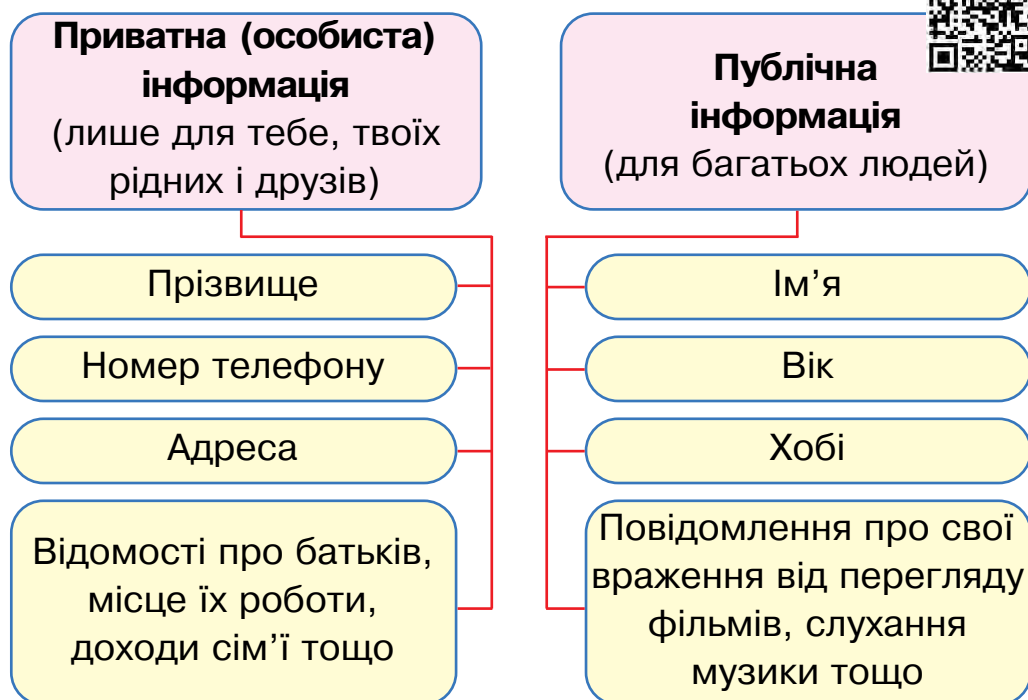 Приватна (особиста)
інформація
(лише для тебе, твоїх
рідних і друзів)
Прізвище
Номер телефону
Адреса
Відомості про батьків,
місце їх роботи,
доходи сім’ї тощо
Публічна
інформація
(для багатьох людей)
Ім’я
Вік
Хобі
Повідомлення про свої
враження від перегляду
фільмів, слухання
музики тощо